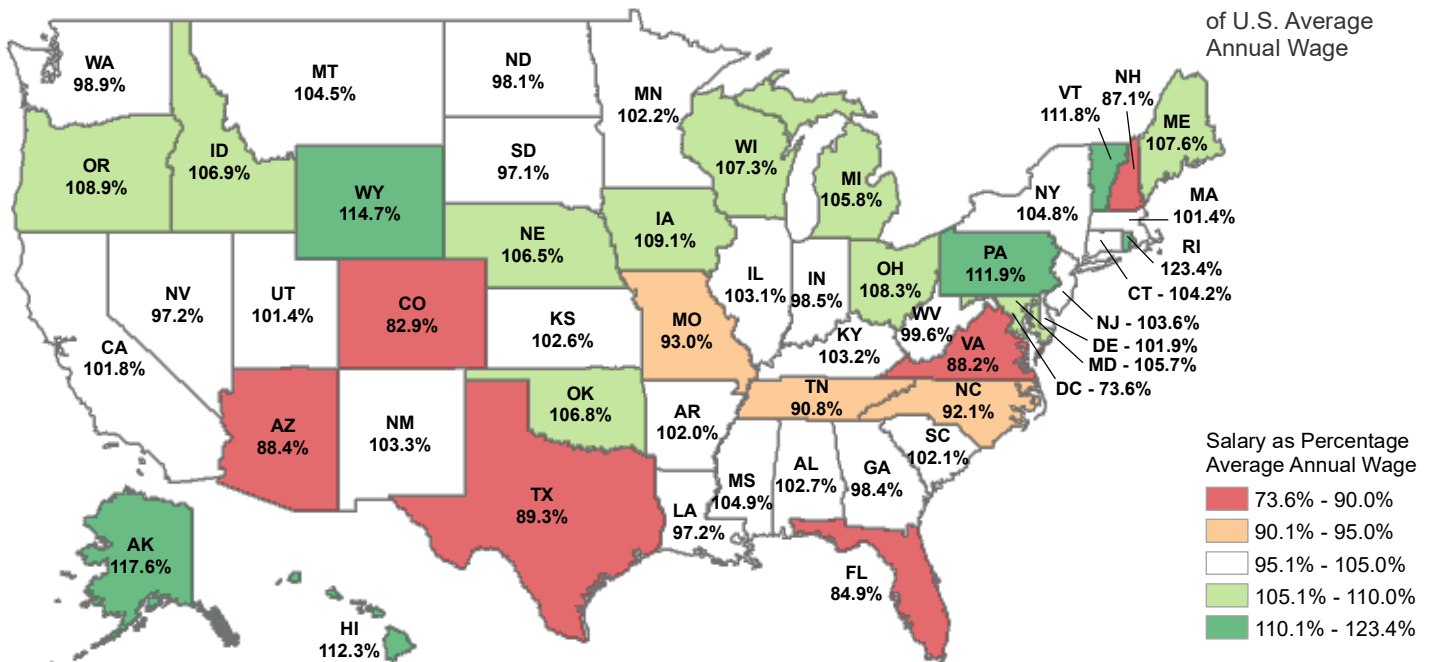 of U.S. Average
Annual Wage
WA
98.9%
MT
104.5%
ND
98.1%
MN
102.2%
VT
111.8%
NH
87.1%
ME
107.6%
OR
108.9%
ID
106.9%
WY
114.7%
SD
97.1%
WI
107.3%
MI
105.8%
NY
104.8%
MA
101.4%
RI
123.4%
CT - 104.2%
NJ - 103.6%
DE - 101.9%
MD - 105.7%
DC - 73.6%
NE
106.5%
IA
109.1%
PA
111.9%
NV
97.2%
UT
101.4%
CO
82.9%
KS
102.6%
MO
93.0%
IL
103.1%
IN
98.5%
OH
108.3%
WV
99.6%
KY
103.2%
VA
88.2%
CA
101.8%
AZ
88.4%
NM
103.3%
OK
106.8%
AR
102.0%
TN
90.8%
NC
92.1%
SC
102.1%
TX
89.3%
LA
97.2%
MS
104.9%
AL
102.7%
GA
98.4%
FL
84.9%
AK
117.6%
HI
112.3%
Salary as Percentage
Average Annual Wage
73.6% - 90.0%
90.1% - 95.0%
95.1% - 105.0%
105.1% - 110.0%
110.1% - 123.4%